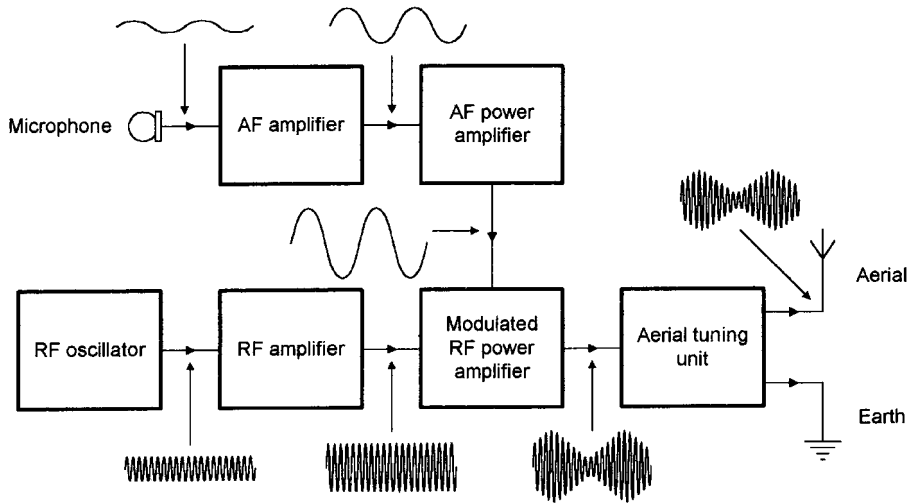 Microphone
AF amplifier
AF power
amplifier
Aerial
RF oscillator
RF amplifier
Modulated
RF power
amplifier
Aerial tuning
unit
Earth